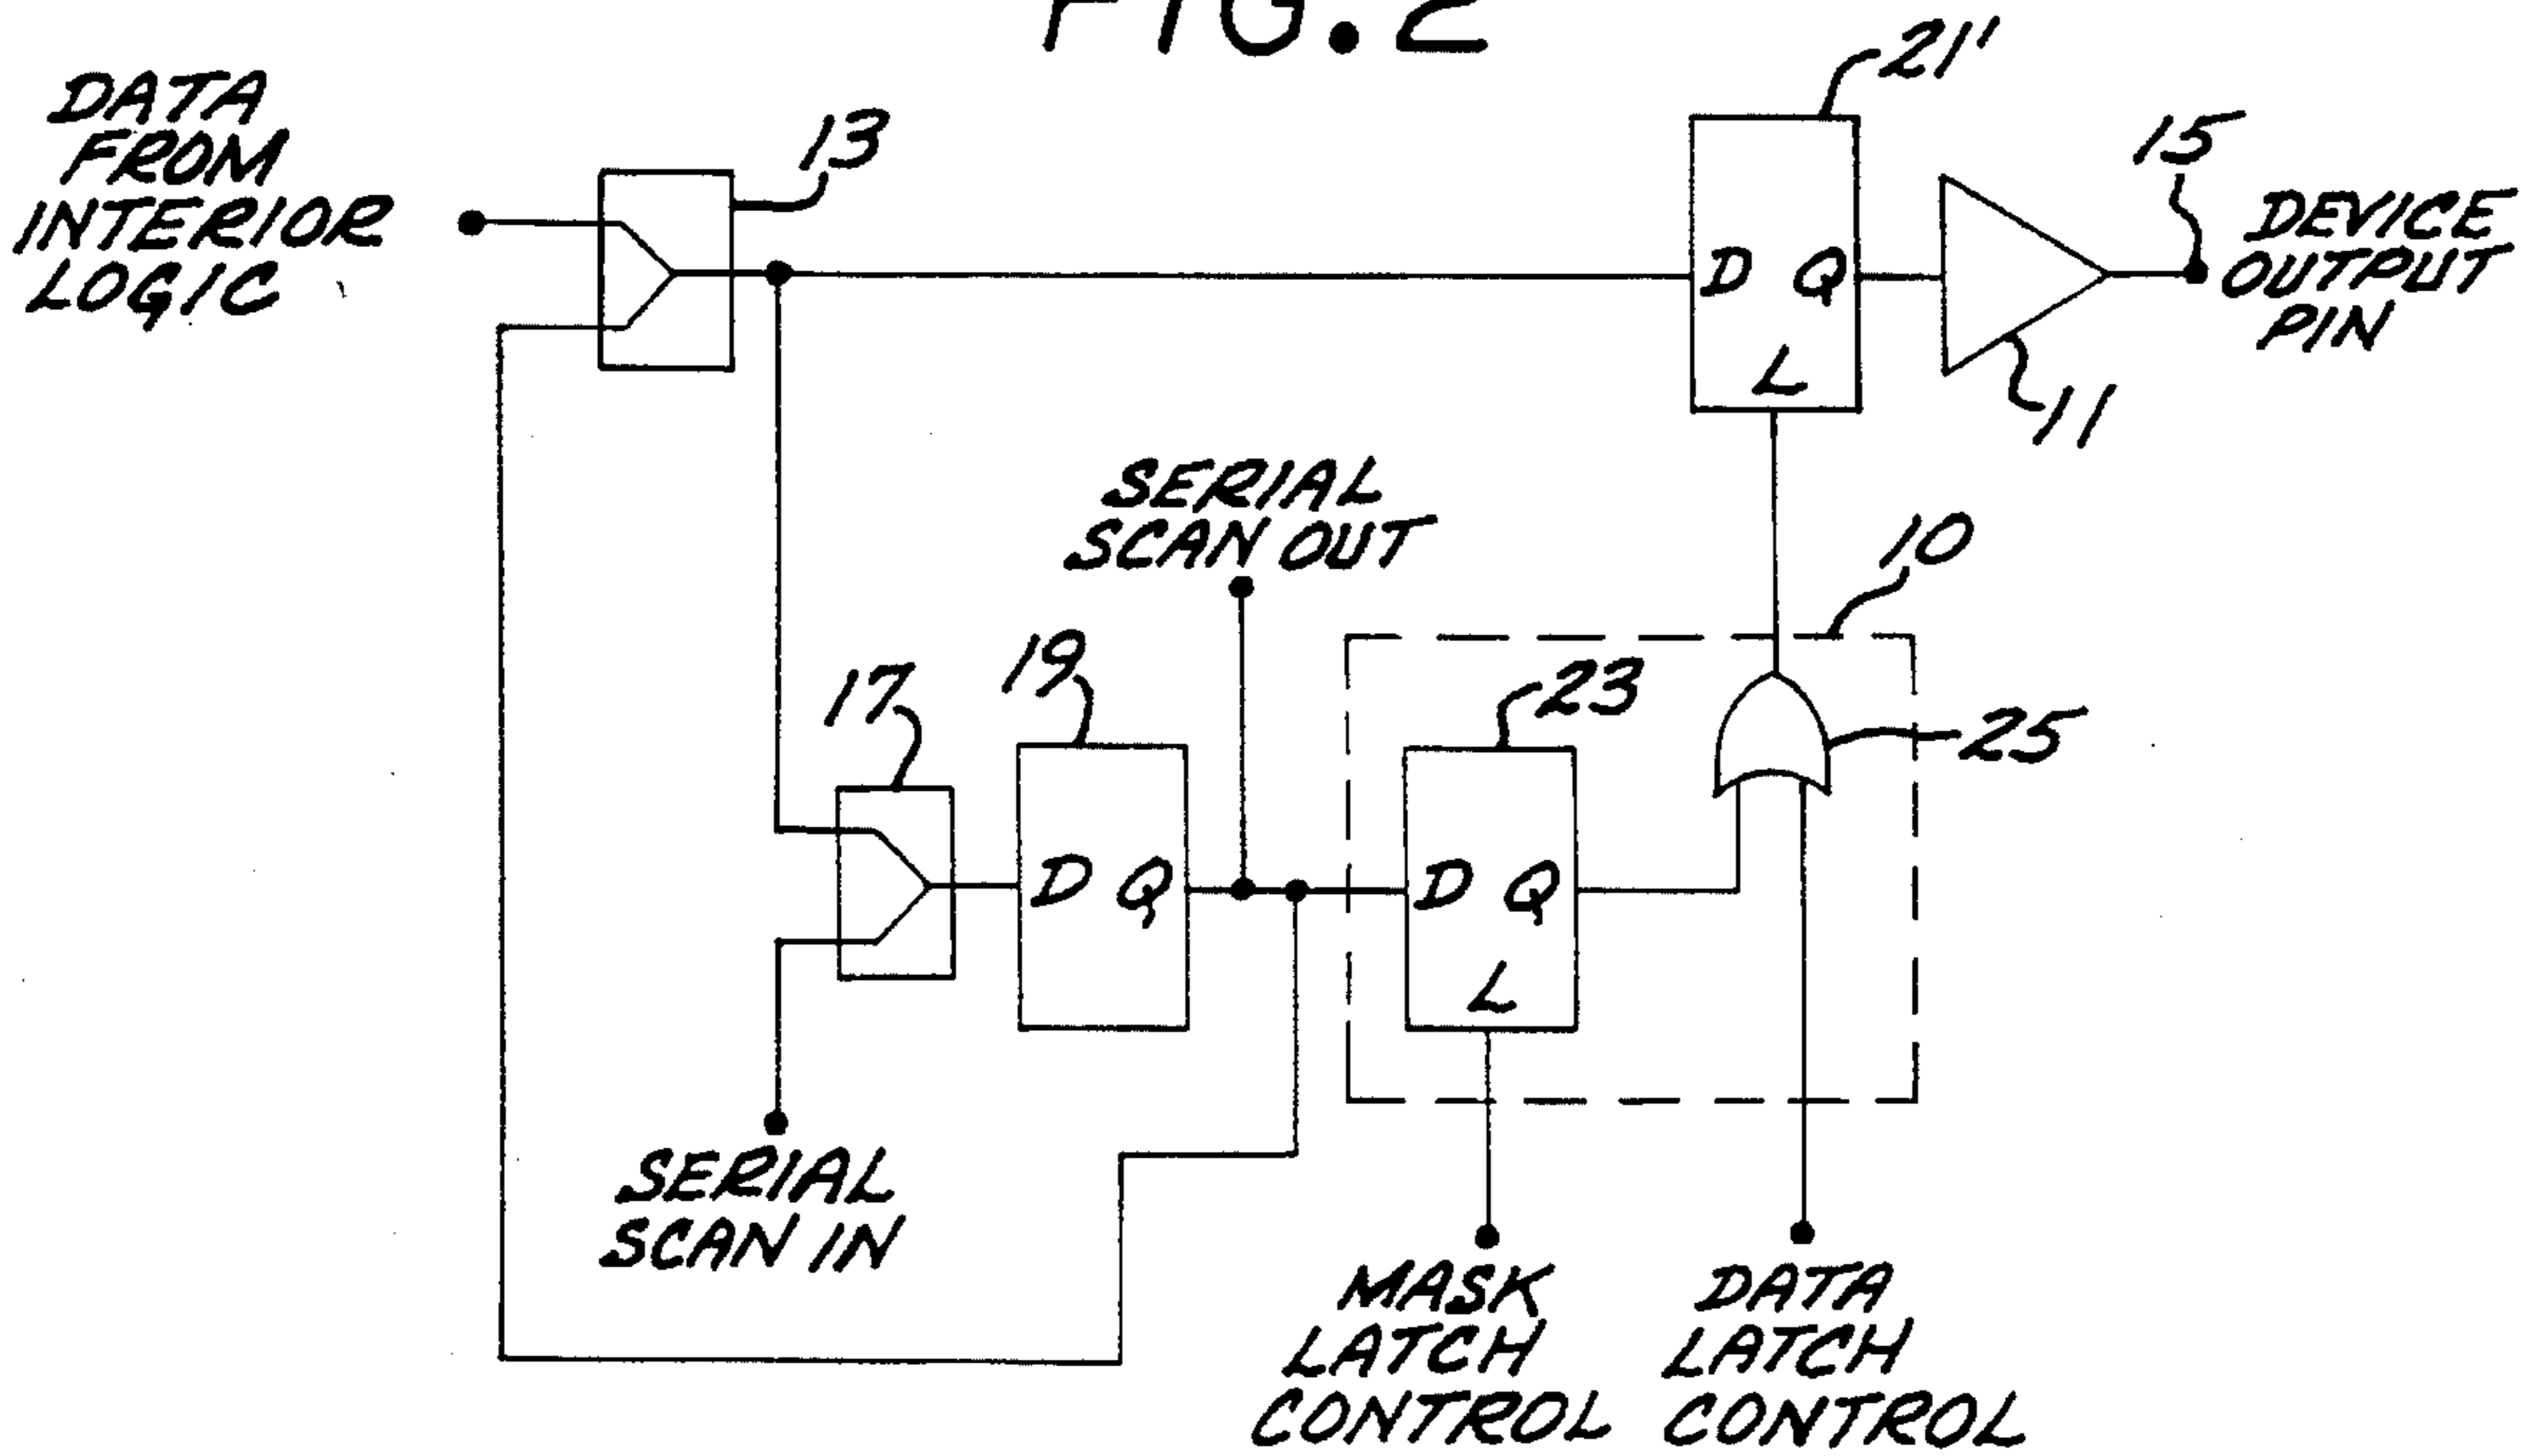 FIG. 2
21'
DATA
FROM
INTERIOR
LOGIC
13
15
DEVICE
OUTPUT
PIN
D Q
L
11
SERIAL
SCAN OUT
10
17
19
23
25
D Q
D Q
L
SERIAL
SCAN IN
MASK
LATCH
CONTROL
DATA
LATCH
CONTROL